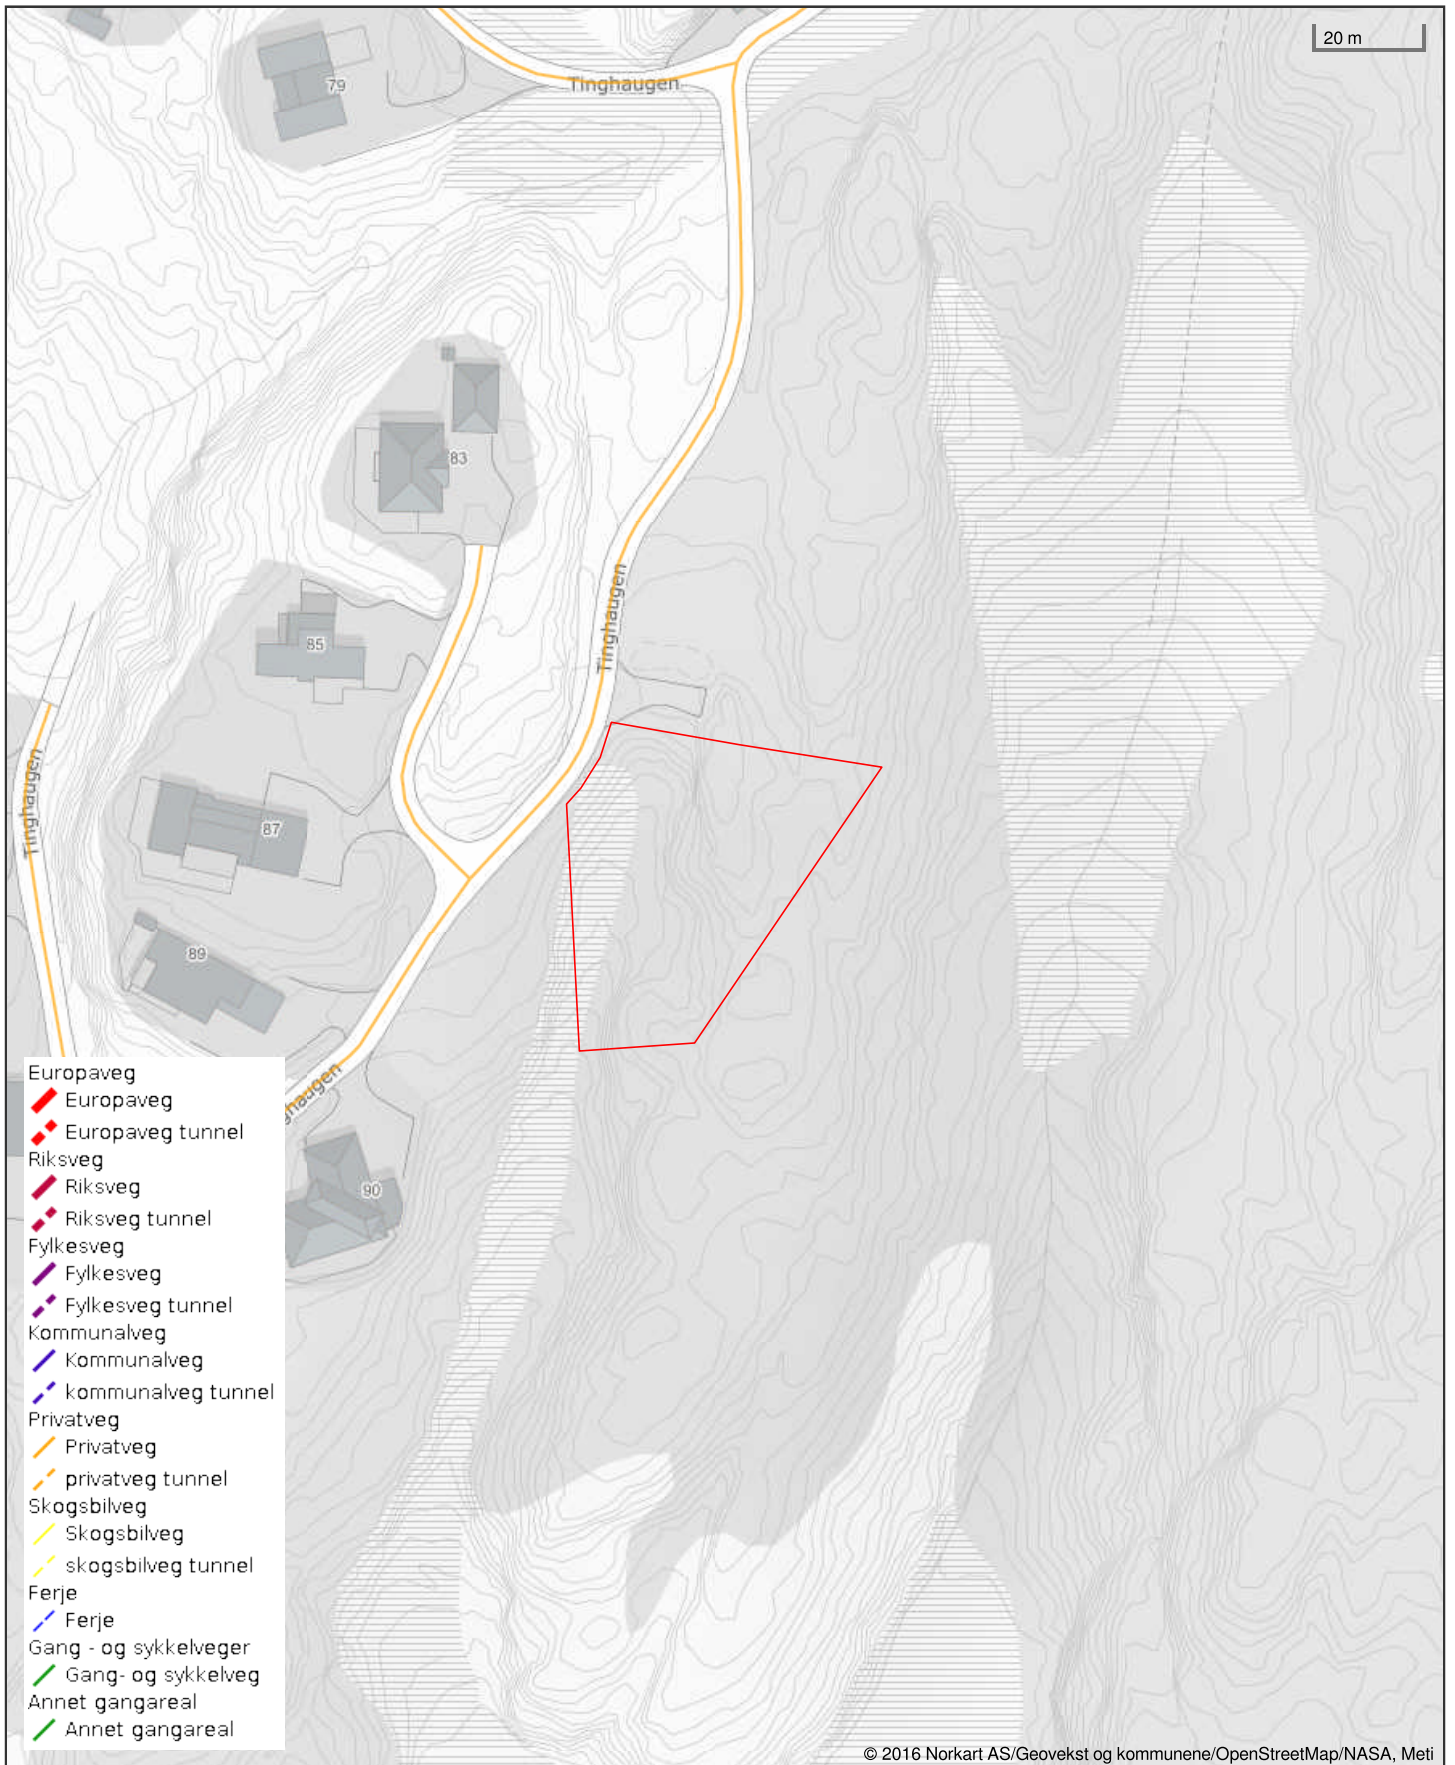 20 m
Tinghaugen
79
83
Tinghaugen
85
Tinghaugen
87
89
haugen
90
Europaveg
Europaveg
Europaveg tunnel
Riksveg
Riksveg
Riksveg tunnel
Fylkesveg
Fylkesveg
Fylkesveg tunnel
Kommunalveg
Kommunalveg
kommunalveg tunnel
Privatveg
Privatveg
privatveg tunnel
Skogsbilveg
Skogsbilveg
skogsbilveg tunnel
Ferje
Ferje
Gang - og sykkelveger
Gang- og sykkelveg
Annet gangareal
Annet gangareal
© 2016 Norkart AS/Geovekst og kommunene/OpenStreetMap/NASA, Meti